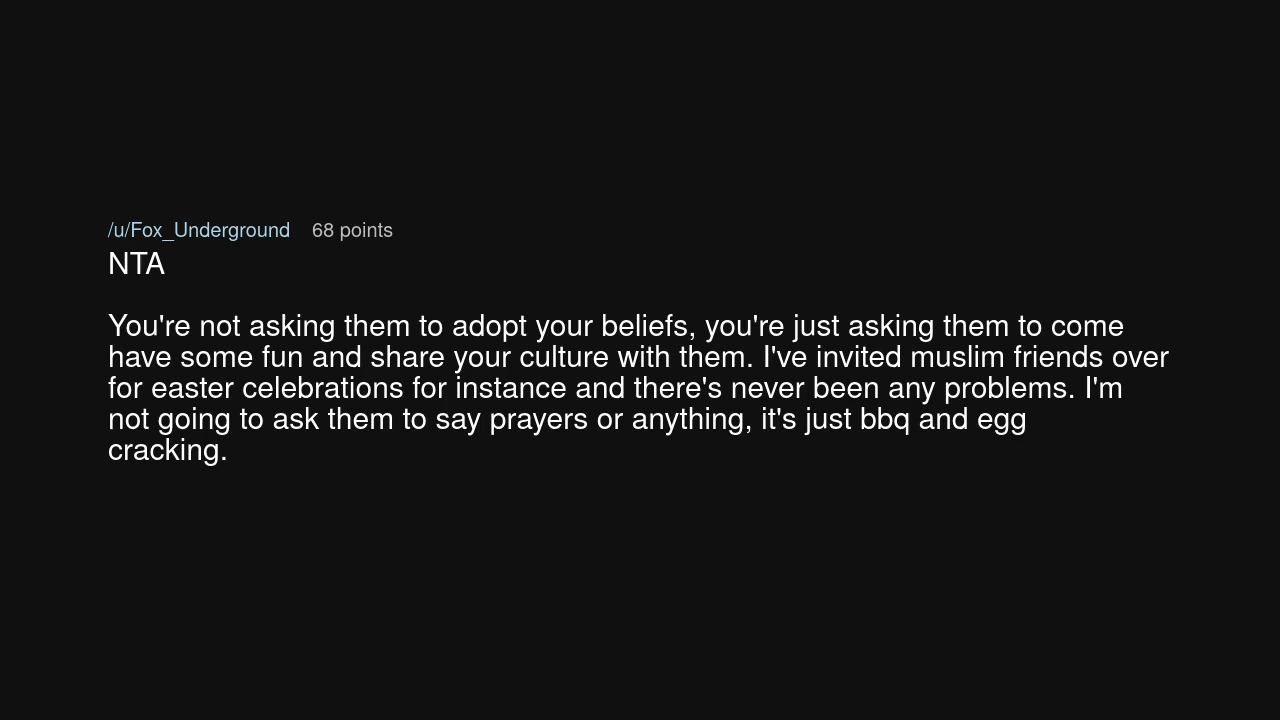 /u/Fox_Underground 68 points
NTA
You're not asking them to adopt your beliefs, you're just asking them to come
have some fun and share your culture with them. I've invited muslim friends over
for easter celebrations for instance and there's never been any problems. I'm
not going to ask them to say prayers or anything, it's just bbq and egg
cracking.